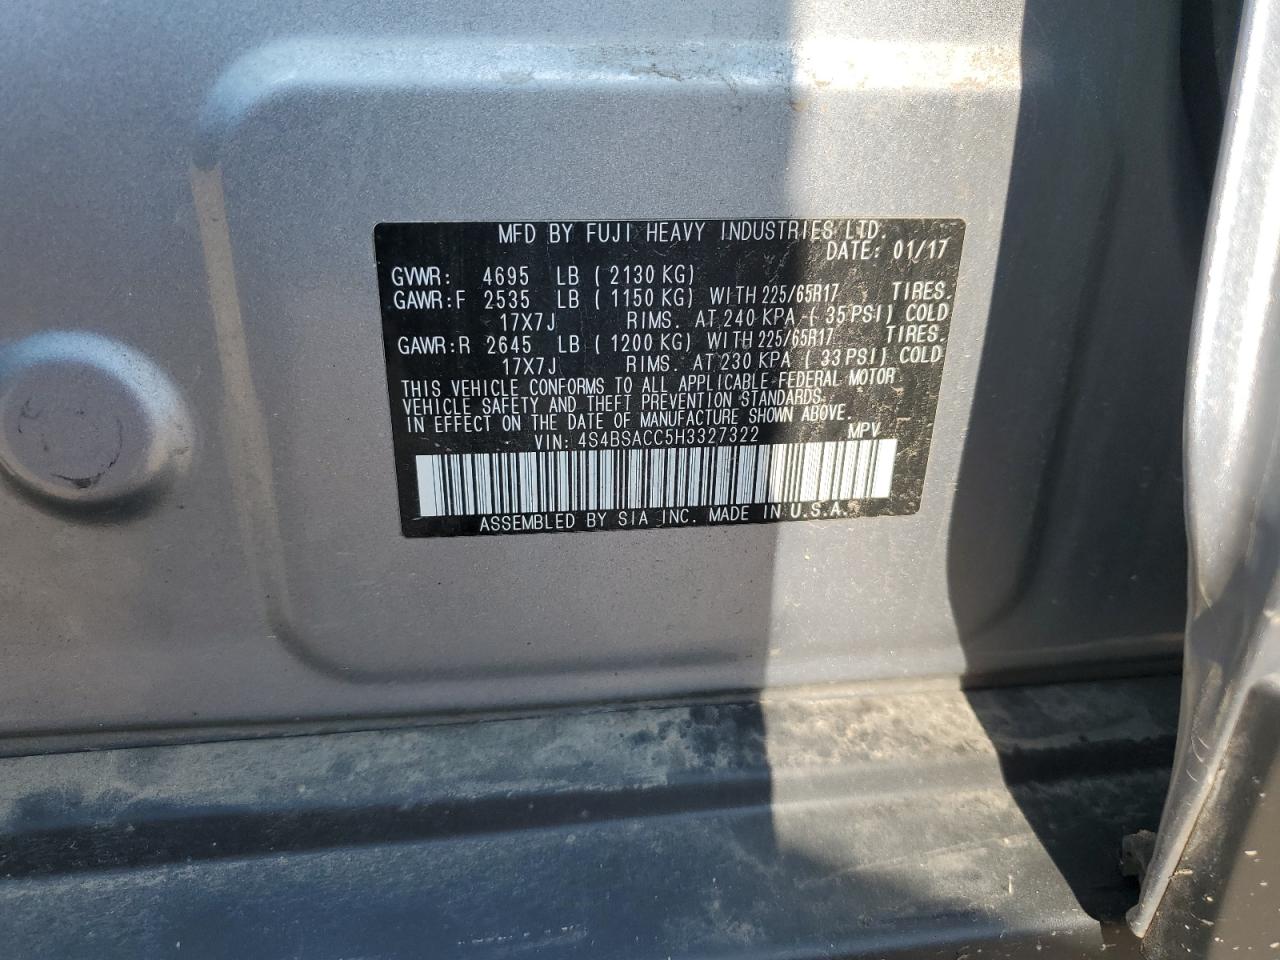 MFD BY FUJI HEAVY INDUSTRIES LTD.
DATE: 01/17
GVWR: 4695 LB ( 2130 KG)
GAWR: F 2535 LB ( 1150 KG) WITH 225/65R17 TIRES.
17X7J RIMS. AT 240 KPA ( 35 PSI) COLD
GAWR: R 2645 LB ( 1200 KG) WITH 225/65R17 TIRES.
17X7J RIMS. AT 230 KPA ( 33 PSI) COLD
THIS VEHICLE CONFORMS TO ALL APPLICABLE FEDERAL MOTOR
VEHICLE SAFETY AND THEFT PREVENTION STANDARDS
IN EFFECT ON THE DATE OF MANUFACTURE SHOWN ABOVE.
VIN: 4S4BSACC5H3327322 MPV
ASSEMBLED BY SIA INC. MADE IN U.S.A.